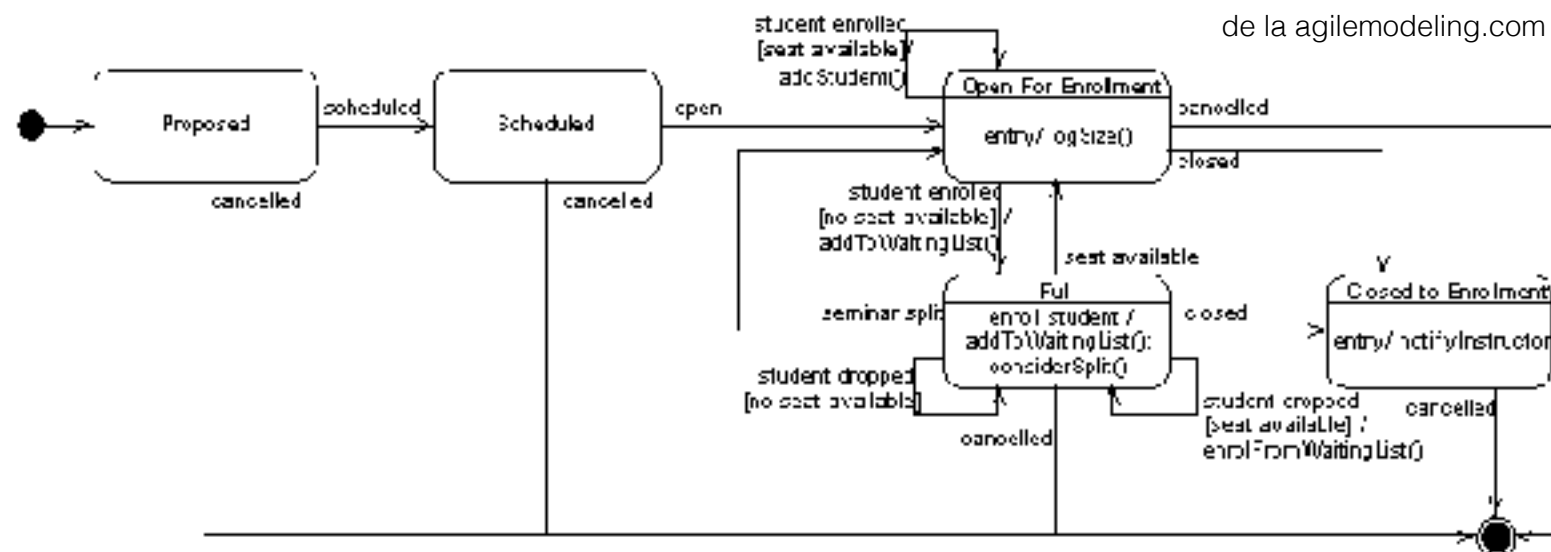 de la agilemodeling.com
student enrolled
[seat available] /
addStudent()
Proposed
scheduled
cancelled
Scheduled
open
cancelled
Open For Enrollment
entry/ logSize()
cancelled
closed
student enrolled
[no seat available] /
addToWaitingList()
seat available
seminar split
Full
enroll student /
addToWaitingList();
considerSplit()
closed
Closed to Enrollment
entry/ notifyInstructor
student dropped
[no seat available]
cancelled
student dropped
[seat available] /
enrolFromWaitingList()
cancelled